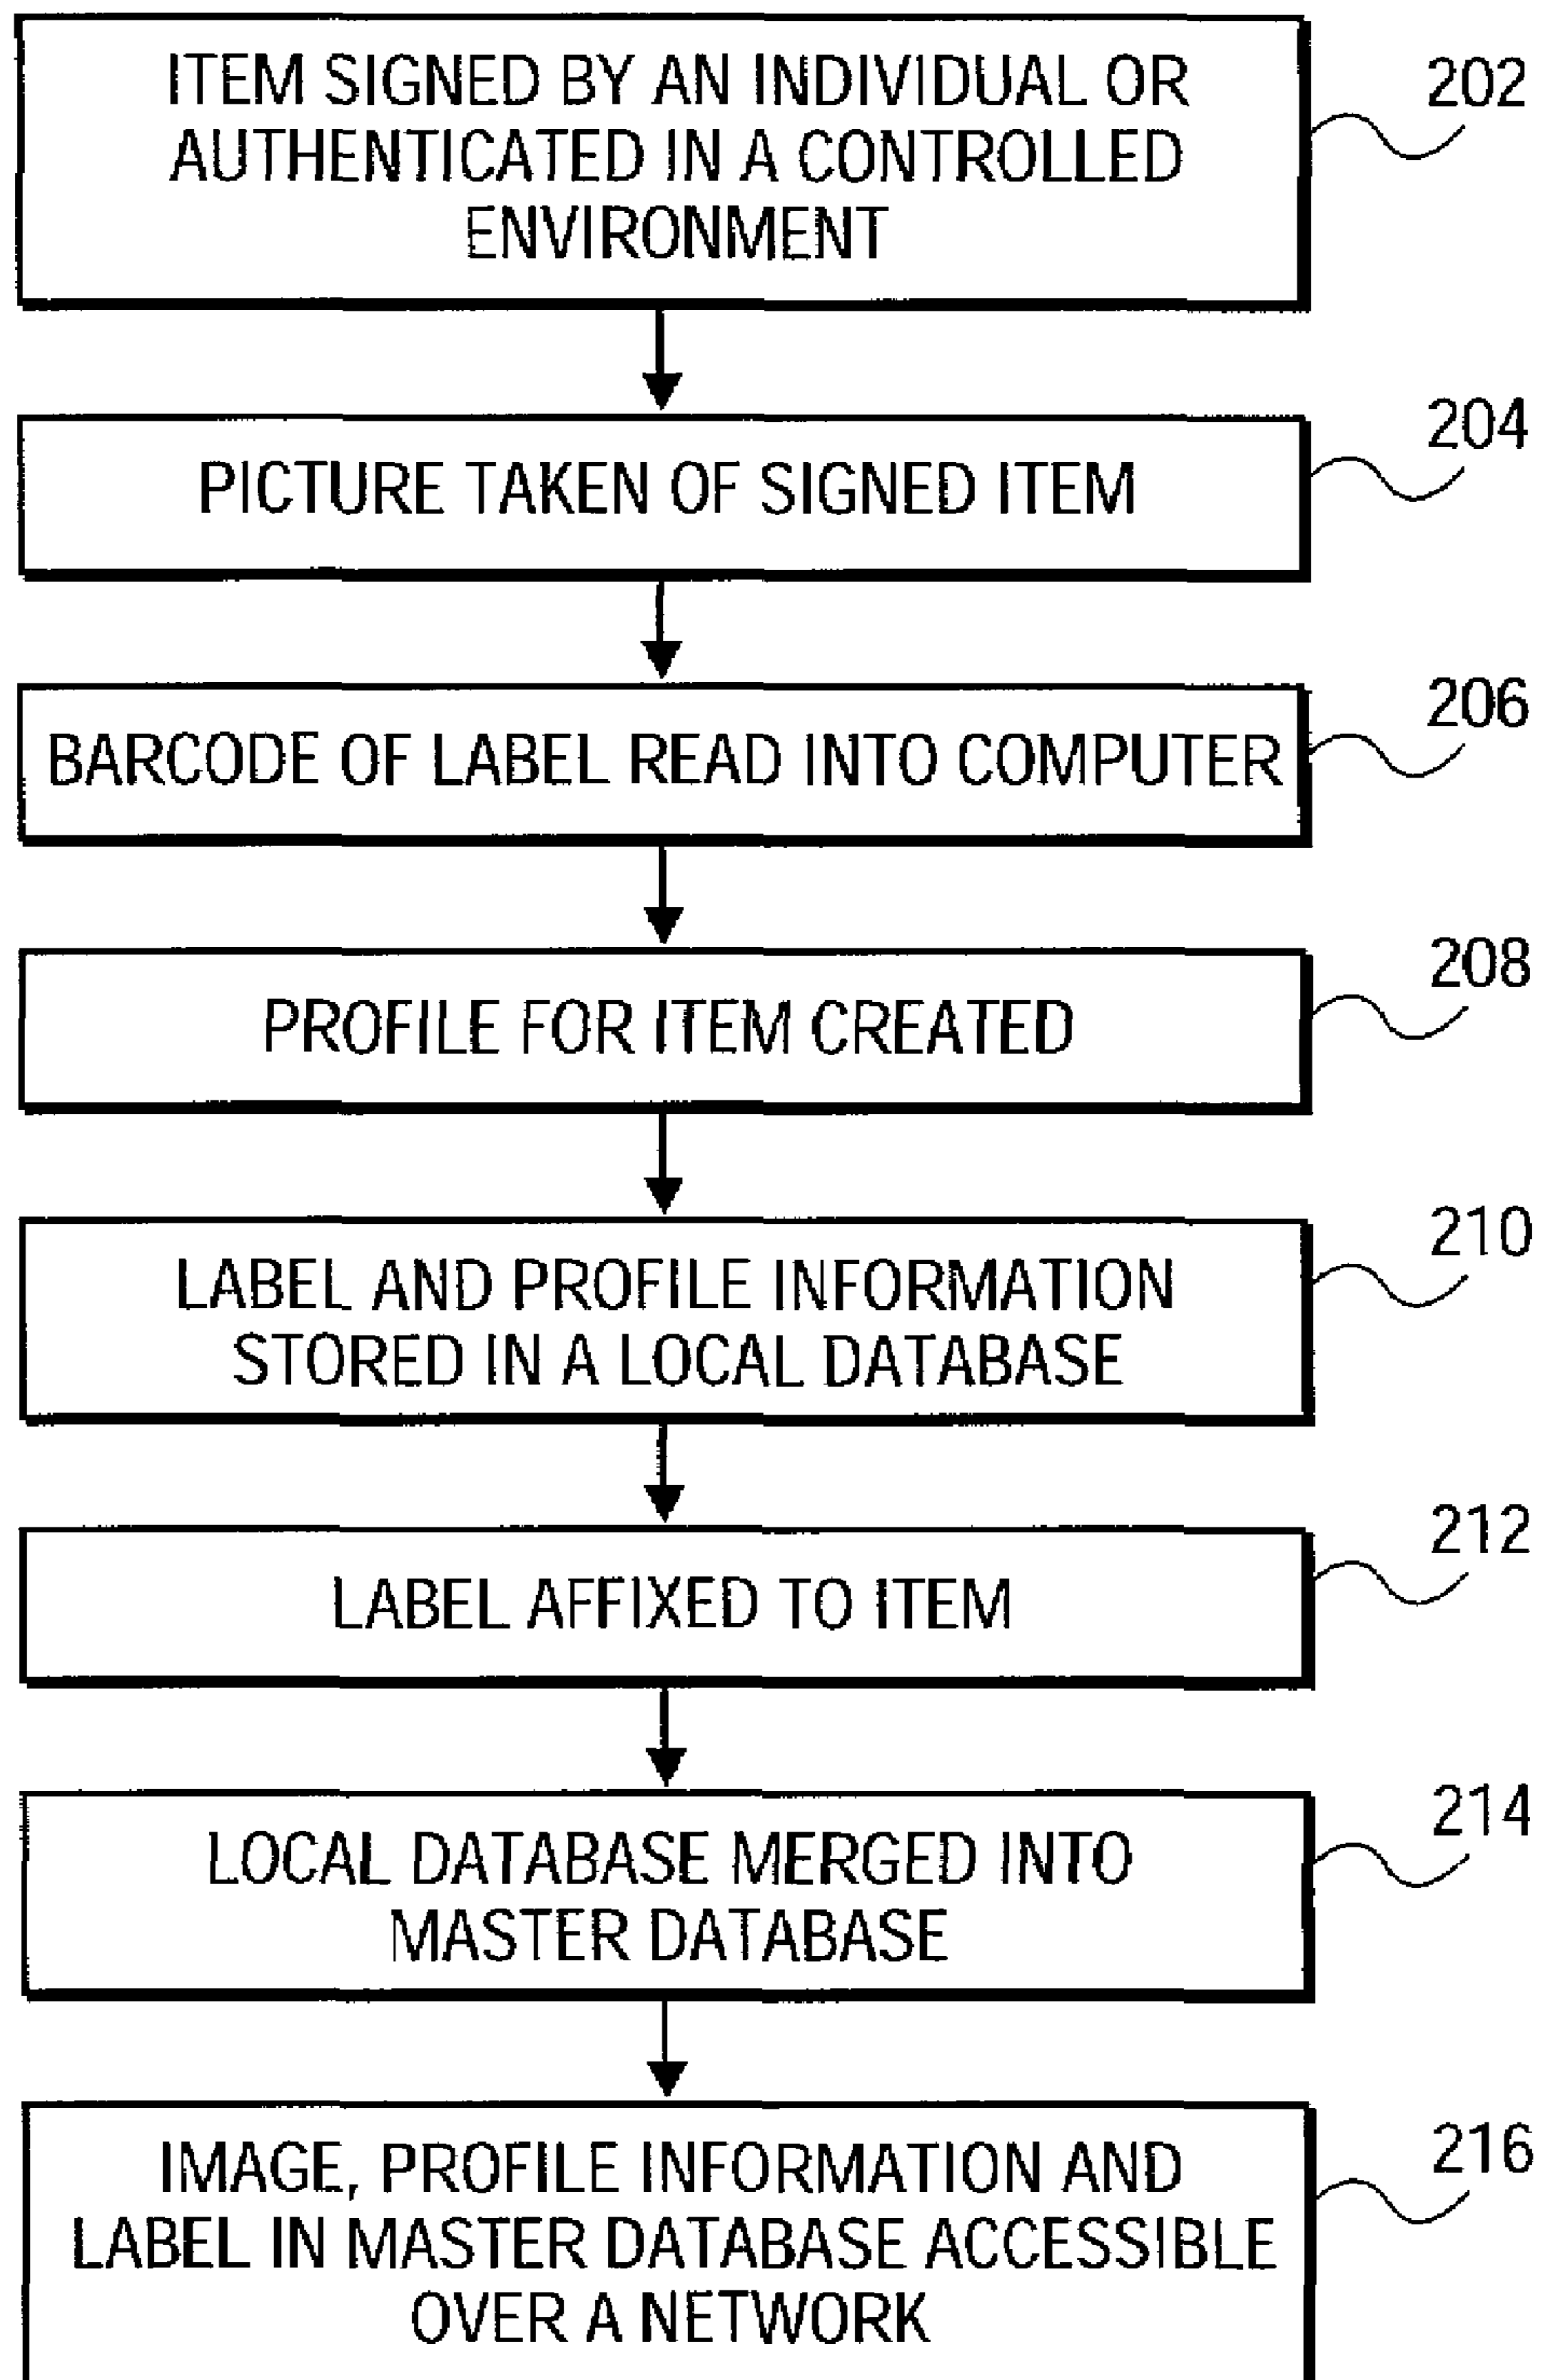 ITEM SIGNED BY AN INDIVIDUAL OR
AUTHENTICATED IN A CONTROLLED
ENVIRONMENT
202
PICTURE TAKEN OF SIGNED ITEM
204
BARCODE OF LABEL READ INTO COMPUTER
206
PROFILE FOR ITEM CREATED
208
LABEL AND PROFILE INFORMATION
STORED IN A LOCAL DATABASE
210
LABEL AFFIXED TO ITEM
212
LOCAL DATABASE MERGED INTO
MASTER DATABASE
214
IMAGE, PROFILE INFORMATION AND
LABEL IN MASTER DATABASE ACCESSIBLE
OVER A NETWORK
216